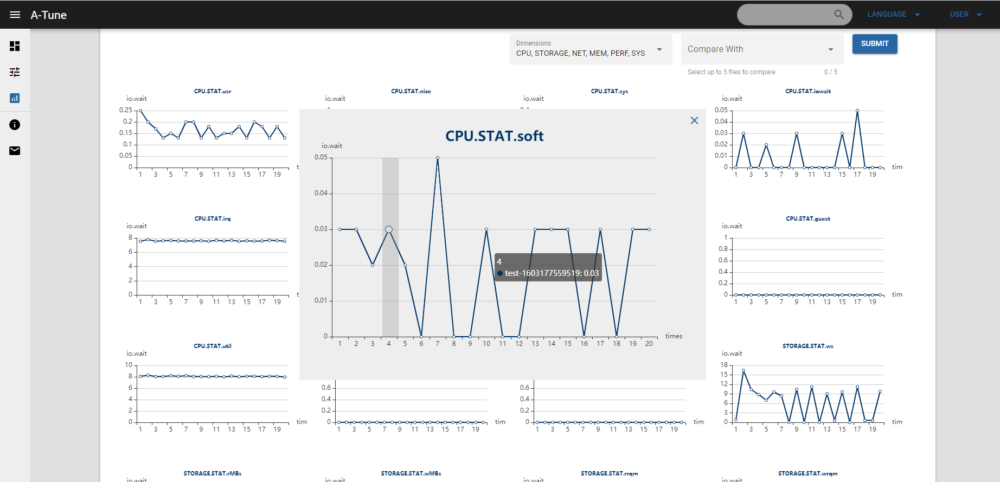 A-Tune
LANGUAGE
USER
Dimensions
CPU, STORAGE, NET, MEM, PERF, SYS
Compare With
SUBMIT
Select up to 5 files to compare
0 / 5
CPU.STAT.usr
io.wait
0.25
0.2
0.15
0.1
0.05
0
1 3 5 7 9 11 13 15 17 19
t
CPU.STAT.nice
io.wait
1
CPU.STAT.sys
io.wait
0.4
CPU.STAT.iowait
io.wait
0.05
0.04
0.03
0.02
0.01
0
1 3 5 7 9 11 13 15 17 19
tim
CPU.STAT.soft
io.wait
0.05
0.04
0.03
0.02
0.01
0
1 2 3 4 5 6 7 8 9 10 11 12 13 14 15 16 17 18 19 20
times
4
test-1603177559519: 0.03
CPU.STAT.irq
io.wait
8
6
4
2
0
1 3 5 7 9 11 13 15 17 19
t
CPU.STAT.guest
io.wait
1
0.8
0.6
0.4
0.2
0
1 3 5 7 9 11 13 15 17 19
tim
CPU.STAT.util
io.wait
10
8
6
4
2
0
1 3 5 7 9 11 13 15 17 19
tim
0.6
0.4
0.2
0
1 3 5 7 9 11 13 15 17 19
tim
0.6
0.4
0.2
0
1 3 5 7 9 11 13 15 17 19
tim
STORAGE.STAT.ws
io.wait
18
15
12
9
6
3
0
1 3 5 7 9 11 13 15 17 19
tim
STORAGE.STAT.rMBs
io.wait
STORAGE.STAT.wMBs
io.wait
STORAGE.STAT.rrqm
io.wait
STORAGE.STAT.wrqm
io.wait